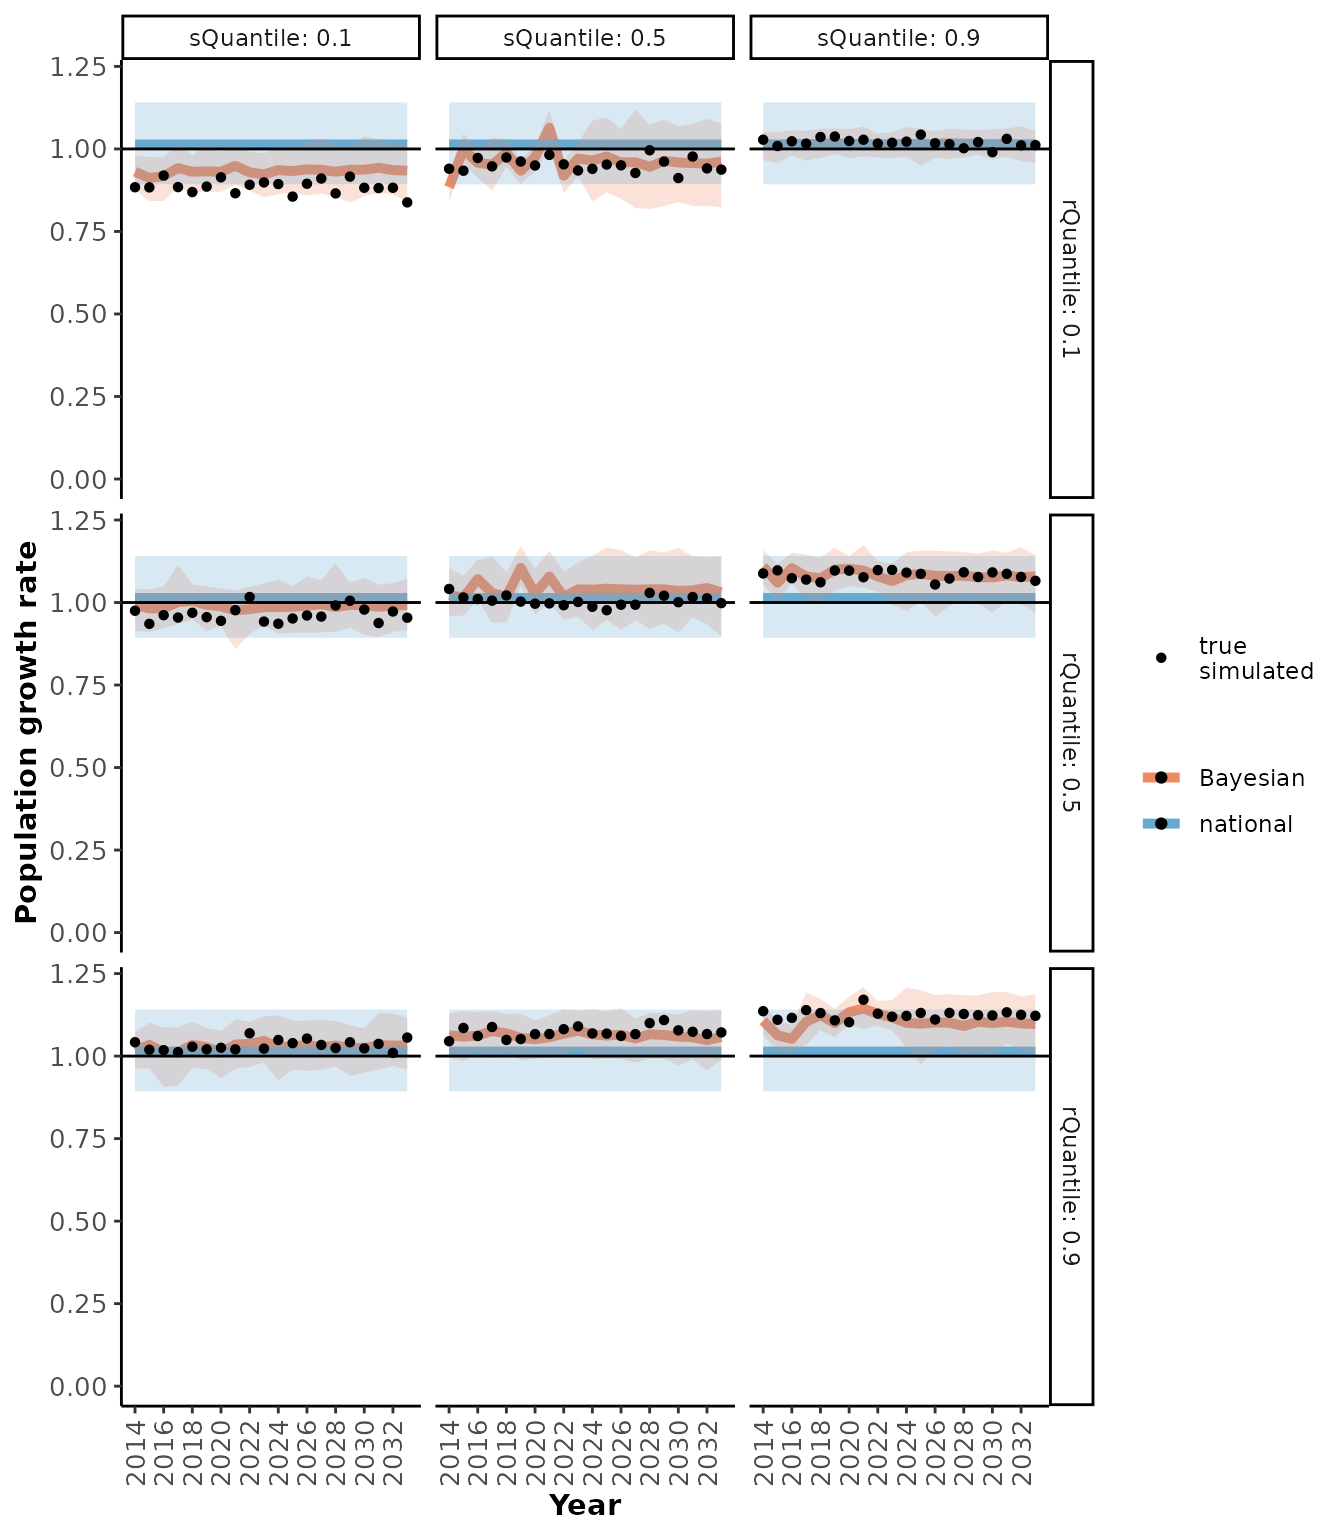 sQuantile: 0.1
sQuantile: 0.5
sQuantile: 0.9
1.25
1.00
0.75
0.50
0.25
0.00
rQuantile: 0.1
1.25
1.00
0.75
0.50
0.25
0.00
rQuantile: 0.5
1.25
1.00
0.75
0.50
0.25
0.00
rQuantile: 0.9
Population growth rate
2014 2016 2018 2020 2022 2024 2026 2028 2030 2032
2014 2016 2018 2020 2022 2024 2026 2028 2030 2032
2014 2016 2018 2020 2022 2024 2026 2028 2030 2032
Year
true
simulated
Bayesian
national